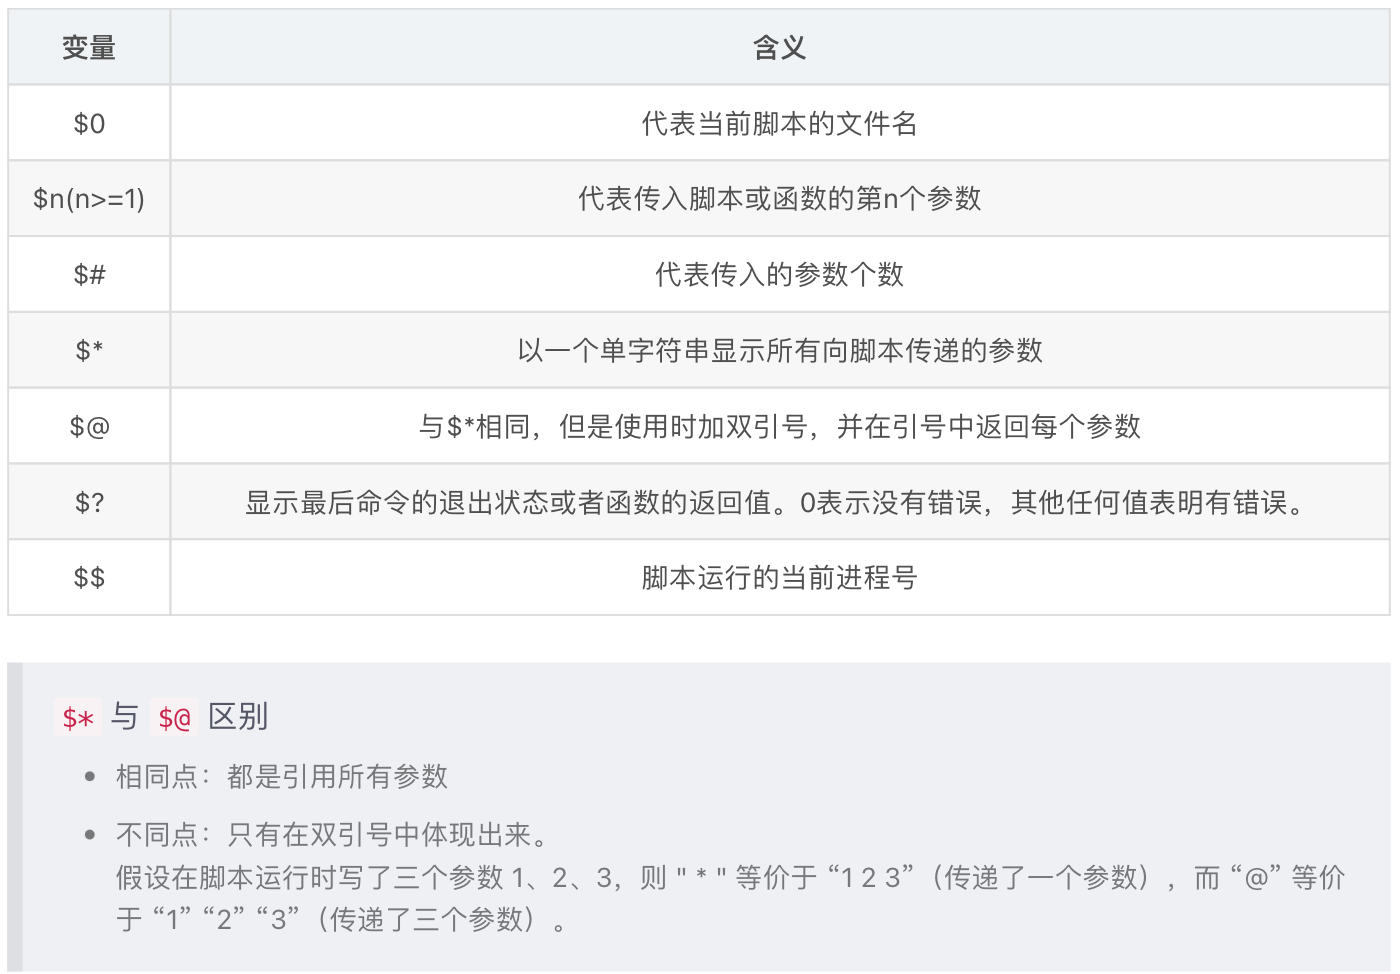 变量 含义
$0 代表当前脚本的文件名
$n(n>=1) 代表传入脚本或函数的第n个参数
$# 代表传入的参数个数
$* 以一个单字符串显示所有向脚本传递的参数
$@ 与$*相同，但是使用时加双引号，并在引号中返回每个参数
$? 显示最后命令的退出状态或者函数的返回值。0表示没有错误，其他任何值表明有错误。
$$ 脚本运行的当前进程号
$* 与 $@ 区别
• 相同点：都是引用所有参数
• 不同点：只有在双引号中体现出来。
假设在脚本运行时写了三个参数 1、2、3，则 " * " 等价于 “1 2 3”（传递了一个参数），而 “@” 等价
于 “1” “2” “3”（传递了三个参数）。